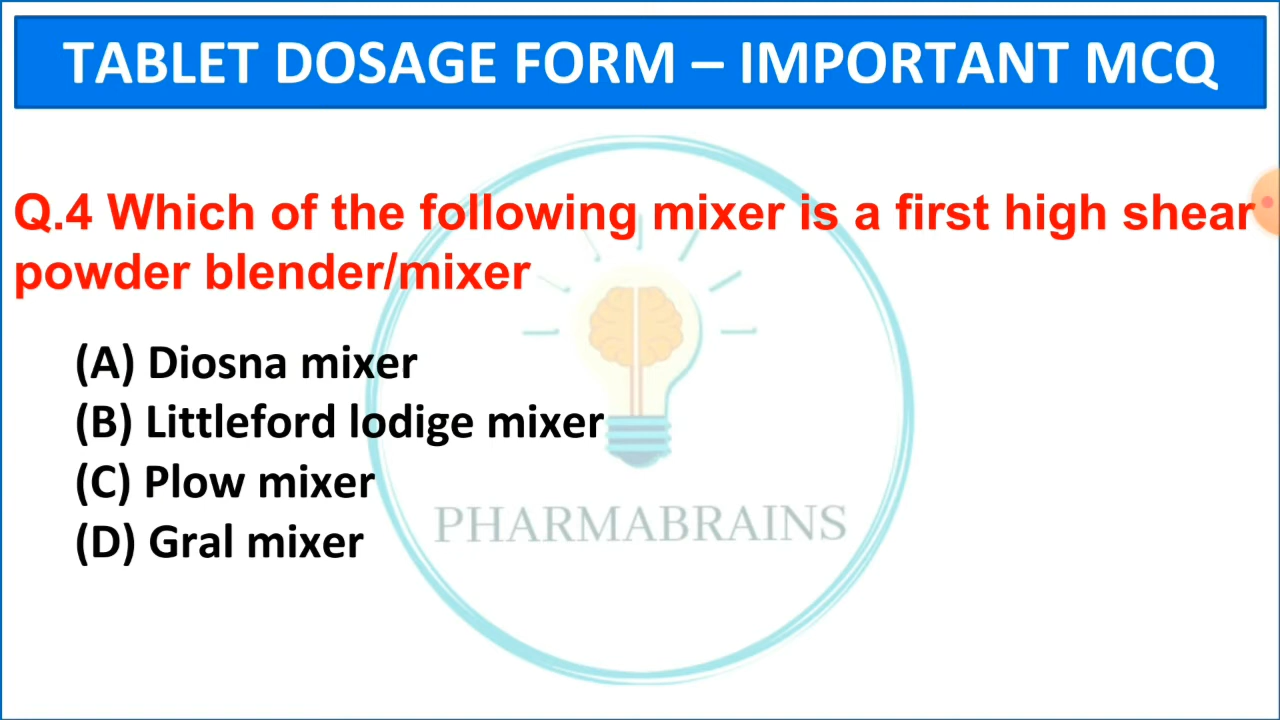 TABLET DOSAGE FORM – IMPORTANT MCQ
Q.4 Which of the following mixer is a first high shear
powder blender/mixer
(A) Diosna mixer
(B) Littleford lodige mixer
(C) Plow mixer
(D) Gral mixer
PHARMABRAINS